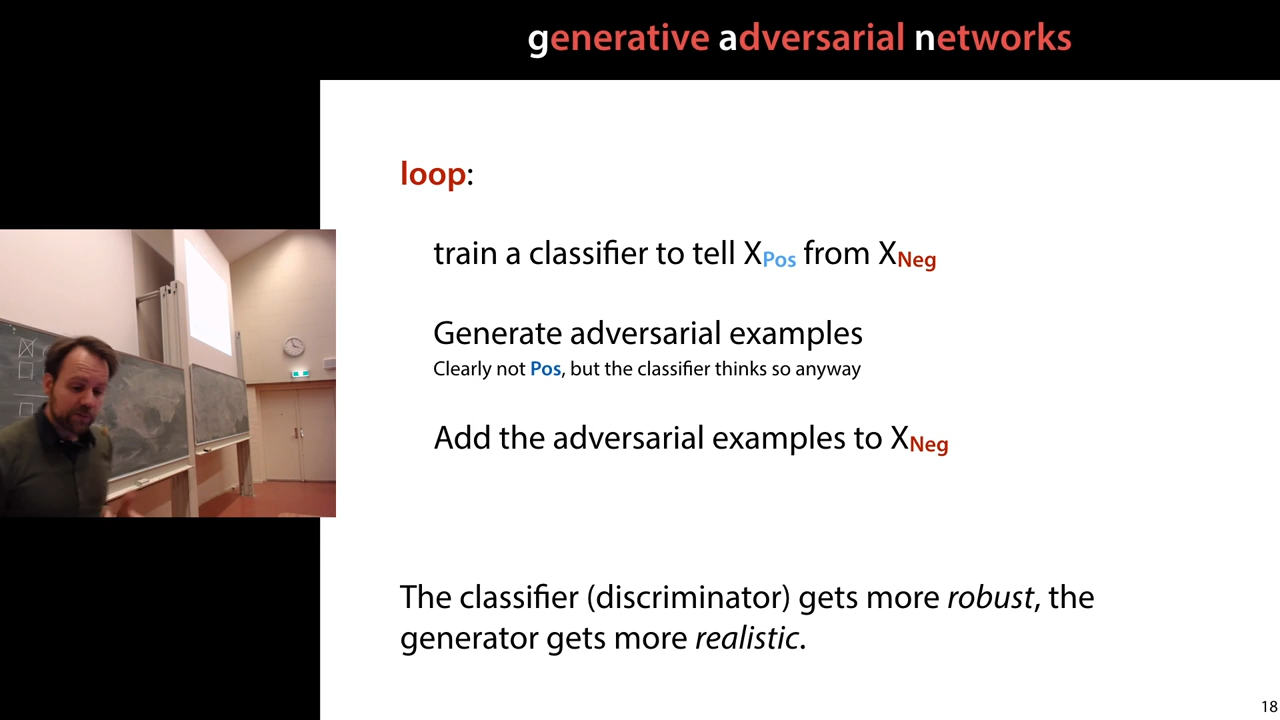 generative adversarial networks
loop:
train a classifier to tell XPos from XNeg
Generate adversarial examples
Clearly not Pos, but the classifier thinks so anyway
Add the adversarial examples to XNeg
The classifier (discriminator) gets more robust, the
generator gets more realistic.
18